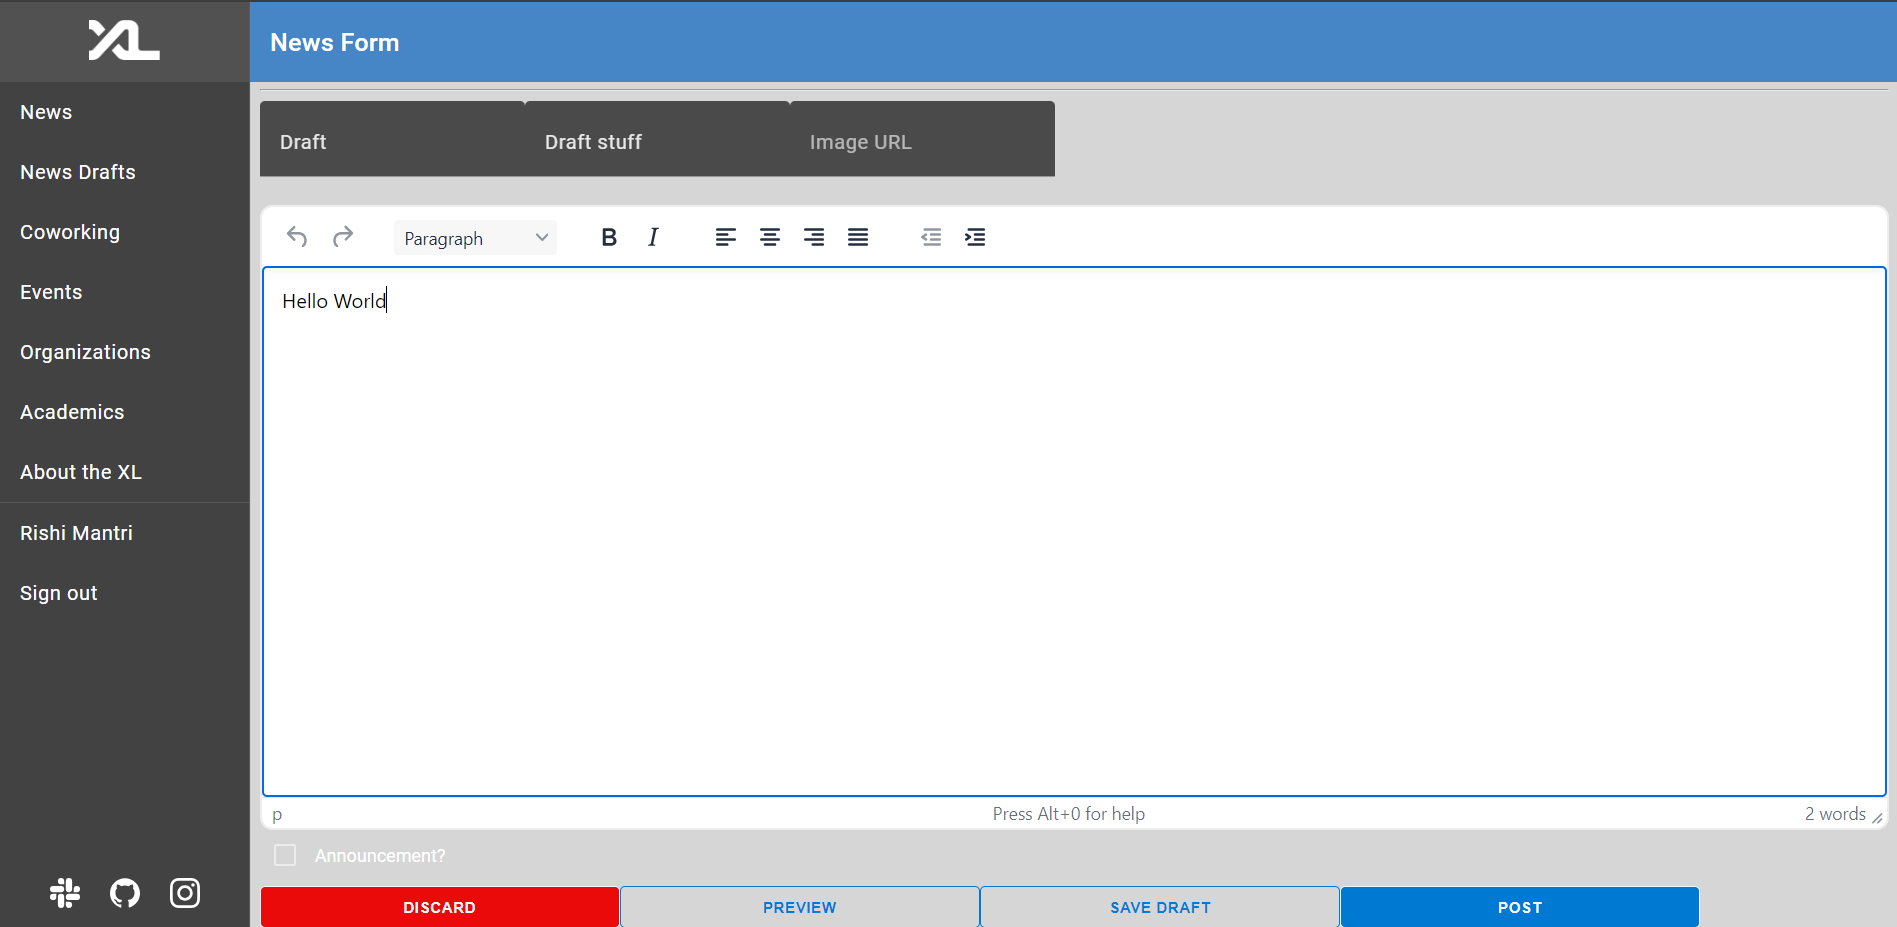 XL
News Form
News
News Drafts
Coworking
Events
Organizations
Academics
About the XL
Rishi Mantri
Sign out
Draft
Draft stuff
Image URL
Paragraph
B I
Hello World
p
Press Alt+0 for help
2 words
Announcement?
DISCARD
PREVIEW
SAVE DRAFT
POST